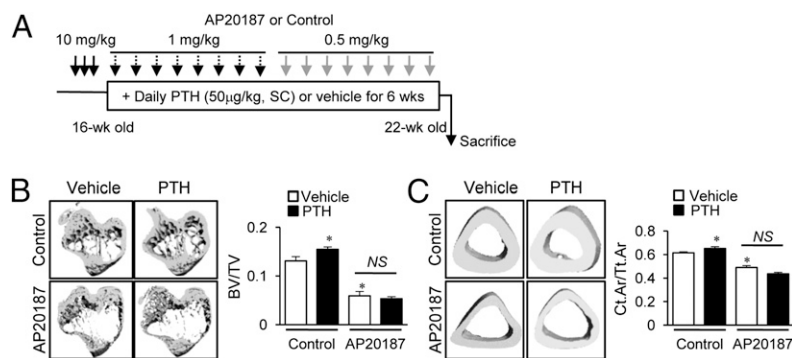 A
AP20187 or Control
10 mg/kg 1 mg/kg 0.5 mg/kg
+ Daily PTH (50μg/kg, SC) or vehicle for 6 wks
16-wk old 22-wk old
Sacrifice
B
Vehicle PTH
Control
AP20187
Vehicle
PTH
BV/TV
0.2
0.1
0
*
*
NS
Control AP20187
C
Vehicle PTH
Control
AP20187
Vehicle
PTH
Ct.Ar/Tt.Ar
0.8
0.6
0.4
0.2
0
*
*
NS
Control AP20187